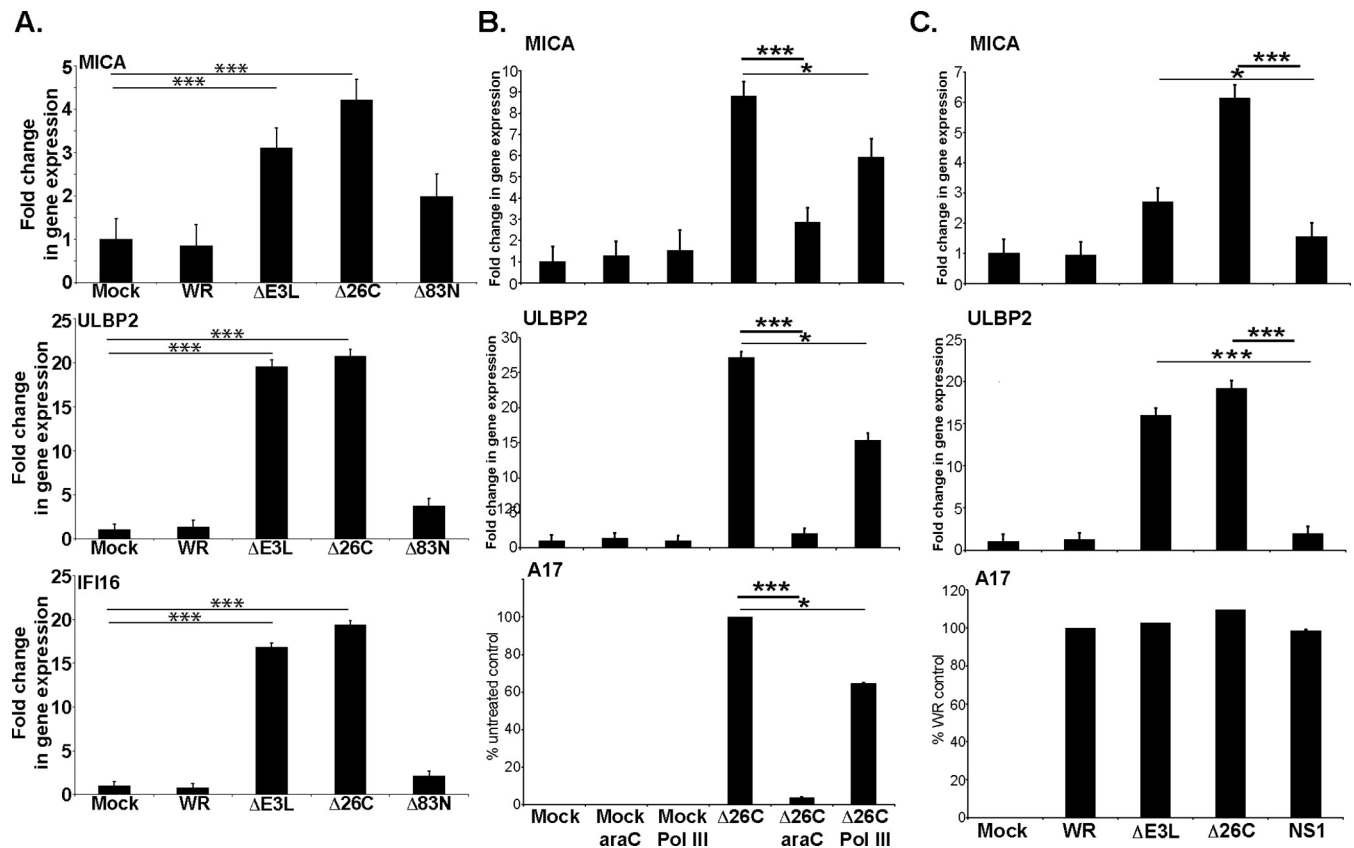 A.
MICA
***
***
Fold change
in gene expression
5
4
3
2
1
0
Mock WR ΔE3L Δ26C Δ83N
ULBP2
***
***
Fold change
in gene expression
25
20
15
10
5
0
Mock WR ΔE3L Δ26C Δ83N
IFI16
***
***
Fold change
in gene expression
25
20
15
10
5
0
Mock WR ΔE3L Δ26C Δ83N
B.
MICA
***
*
Fold change in gene expression
10
9
8
7
6
5
4
3
2
1
0
ULBP2
***
*
Fold change in gene expression
30
25
20
15
120
5
0
A17
***
*
% untreated control
100
80
60
40
20
0
Mock Mock Mock Δ26C Δ26C Δ26C
araC Pol III araC Pol III
C.
MICA
***
*
Fold change in gene expression
7
6
5
4
3
2
1
0
ULBP2
***
***
Fold change in gene expression
25
20
15
10
5
0
A17
% WR control
120
100
80
60
40
20
0
Mock WR ΔE3L Δ26C NS1